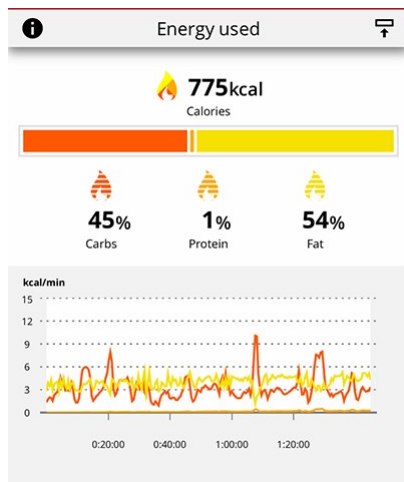 Energy used
775kcal
Calories
45% 1% 54%
Carbs Protein Fat
kcal/min
15
12
9
6
3
0
0:20:00 0:40:00 1:00:00 1:20:00